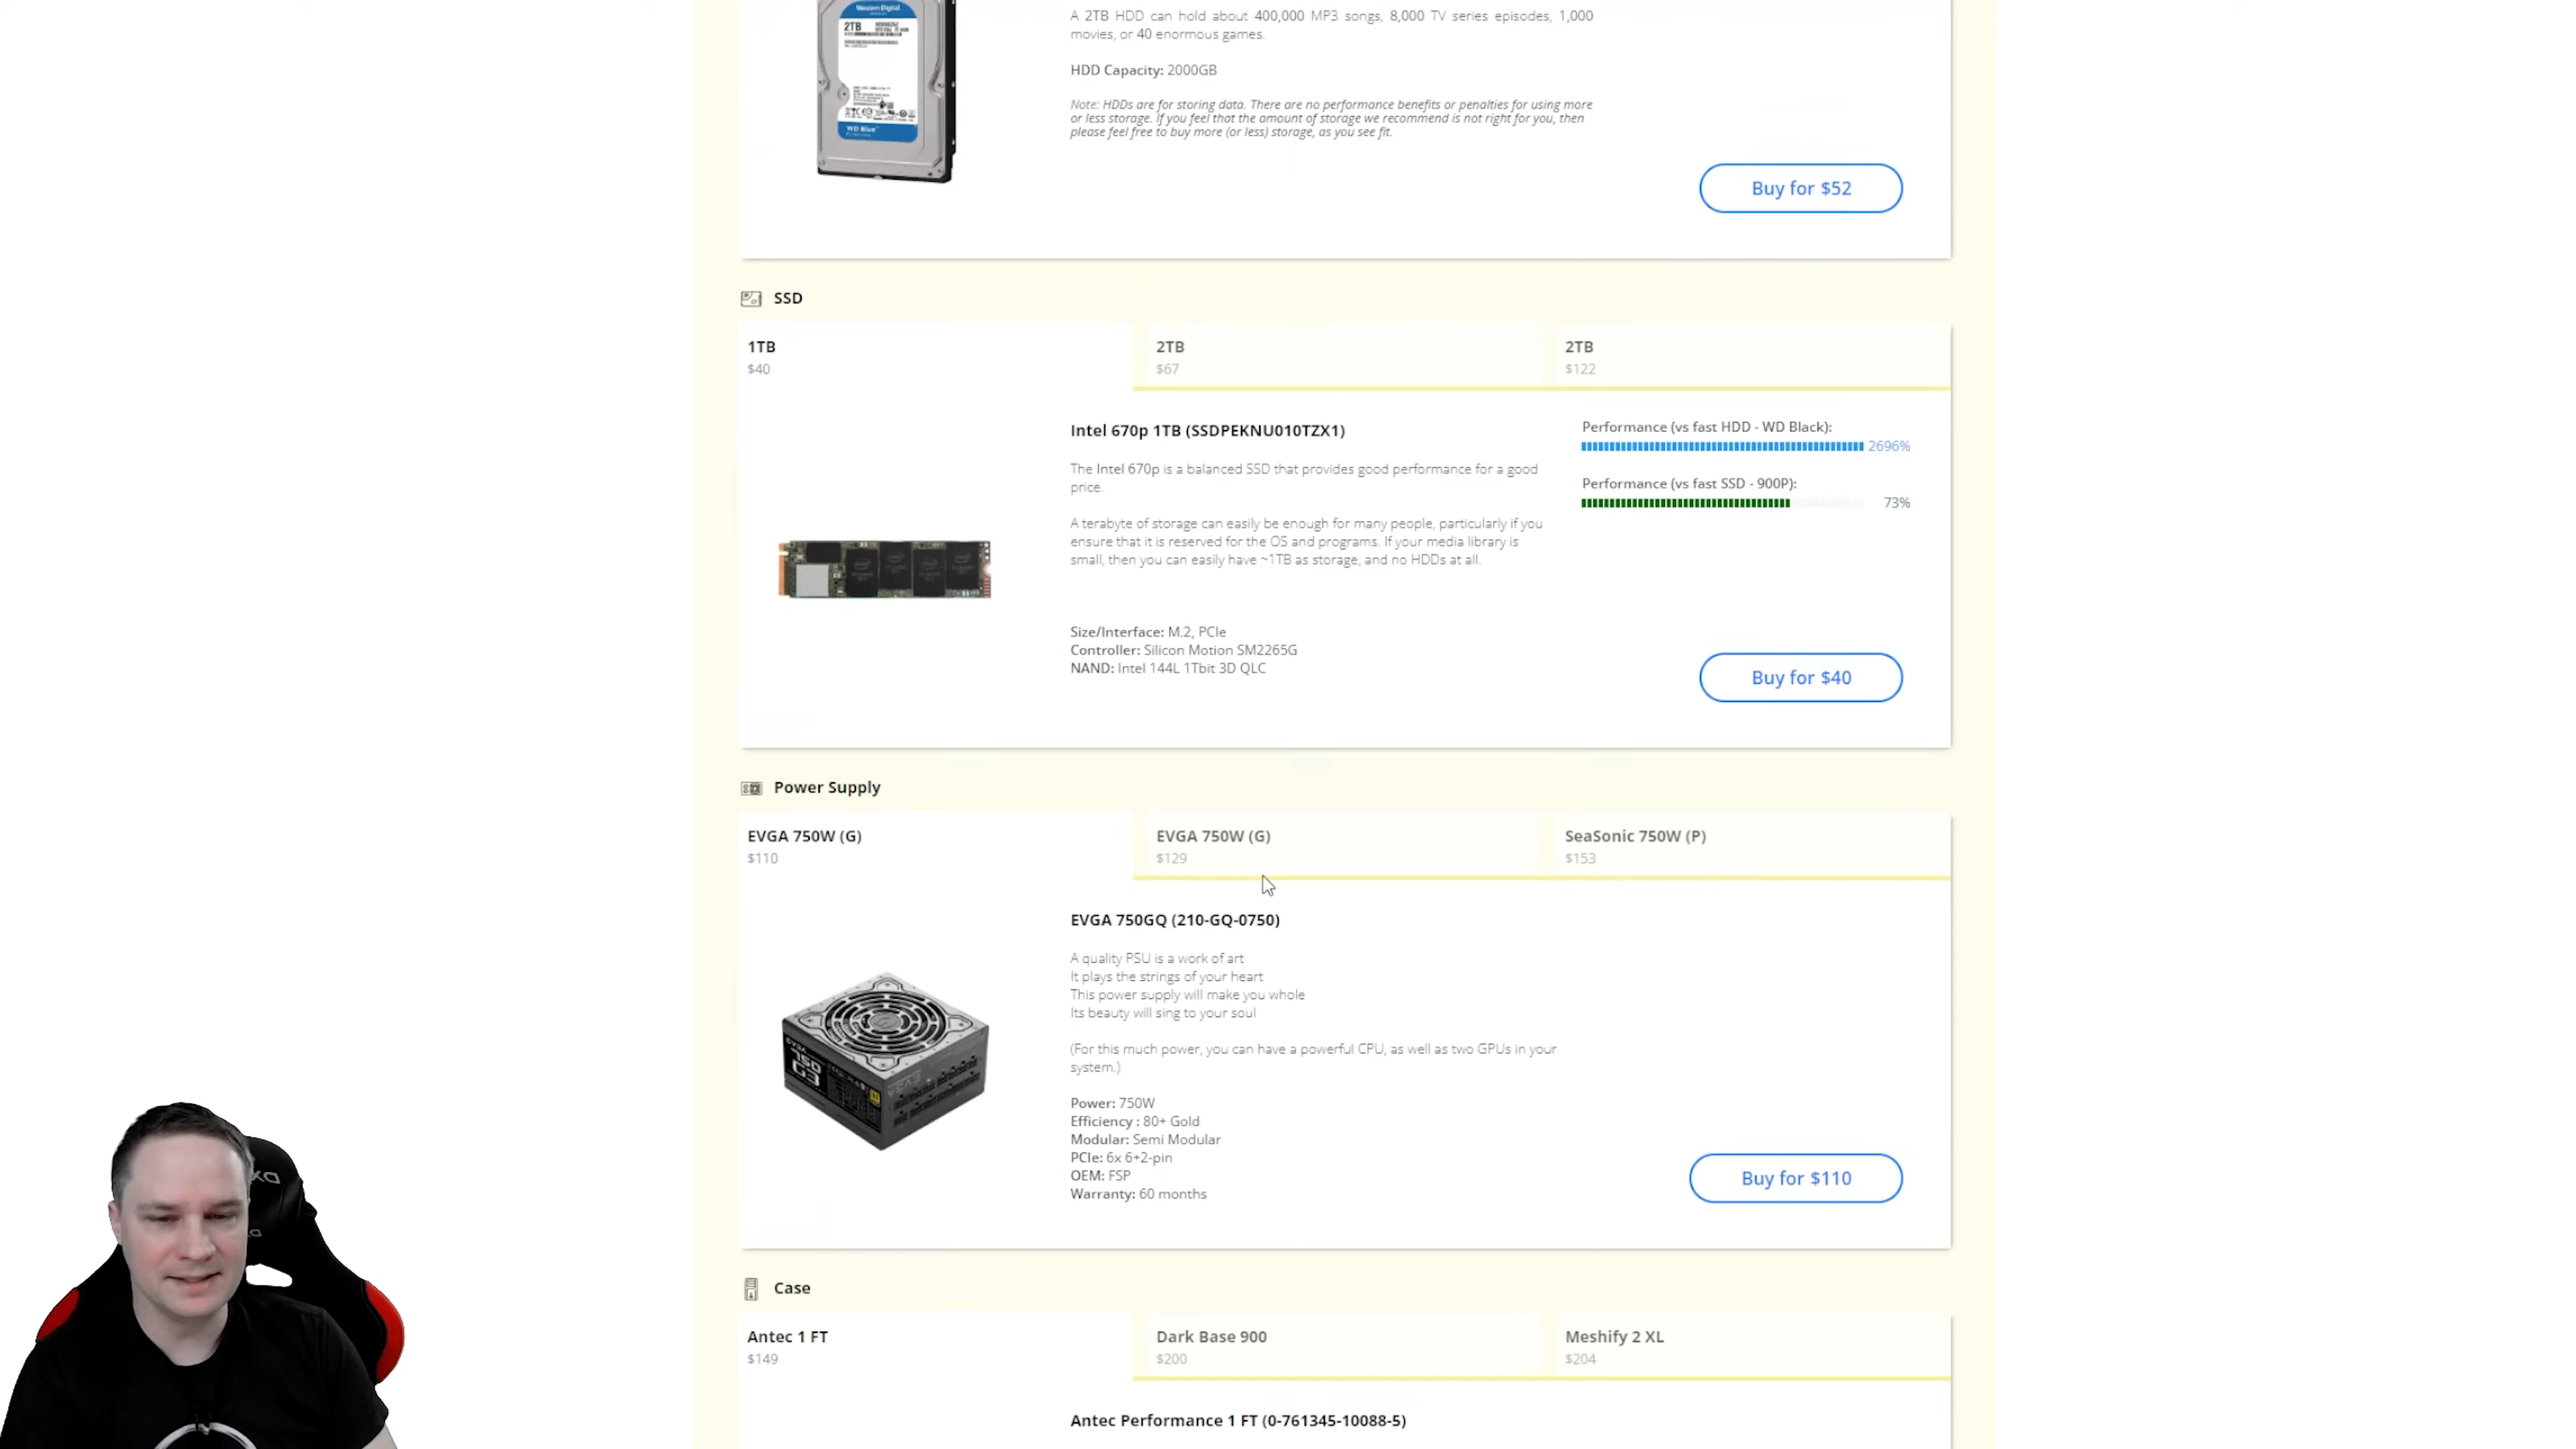 Western Digital
2TB
WD Blue
A 2TB HDD can hold about 400,000 MP3 songs, 8,000 TV series episodes, 1,000
movies, or 40 enormous games.
HDD Capacity: 2000GB
Note: HDDs are for storing data. There are no performance benefits or penalties for using more
or less storage. If you feel that the amount of storage we recommend is not right for you, then
please feel free to buy more (or less) storage, as you see fit.
Buy for $52
SSD
1TB
$40
2TB
$67
2TB
$122
Intel 670p 1TB (SSDPEKNU010TZX1)
The Intel 670p is a balanced SSD that provides good performance for a good
price.
A terabyte of storage can easily be enough for many people, particularly if you
ensure that it is reserved for the OS and programs. If your media library is
small, then you can easily have ~1TB as storage, and no HDDs at all.
Size/Interface: M.2, PCIe
Controller: Silicon Motion SM2265G
NAND: Intel 144L 1Tbit 3D QLC
Performance (vs fast HDD - WD Black):
2696%
Performance (vs fast SSD - 900P):
73%
Buy for $40
Power Supply
EVGA 750W (G)
$110
EVGA 750W (G)
$129
SeaSonic 750W (P)
$153
EVGA 750GQ (210-GQ-0750)
A quality PSU is a work of art
It plays the strings of your heart
This power supply will make you whole
Its beauty will sing to your soul
(For this much power, you can have a powerful CPU, as well as two GPUs in your
system.)
Power: 750W
Efficiency : 80+ Gold
Modular: Semi Modular
PCIe: 6x 6+2-pin
OEM: FSP
Warranty: 60 months
EVGA
750
G3
Buy for $110
Case
Antec 1 FT
$149
Dark Base 900
$200
Meshify 2 XL
$204
Antec Performance 1 FT (0-761345-10088-5)